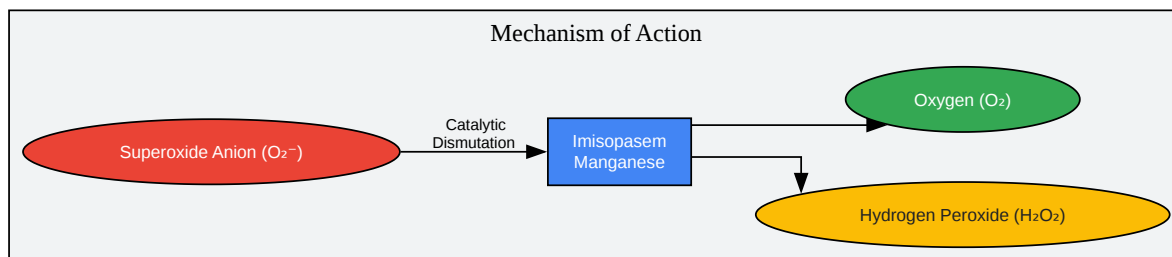 Mechanism of Action
Superoxide Anion (O₂⁻)
Catalytic
Dismutation
Imisopasem
Manganese
Oxygen (O₂)
Hydrogen Peroxide (H₂O₂)